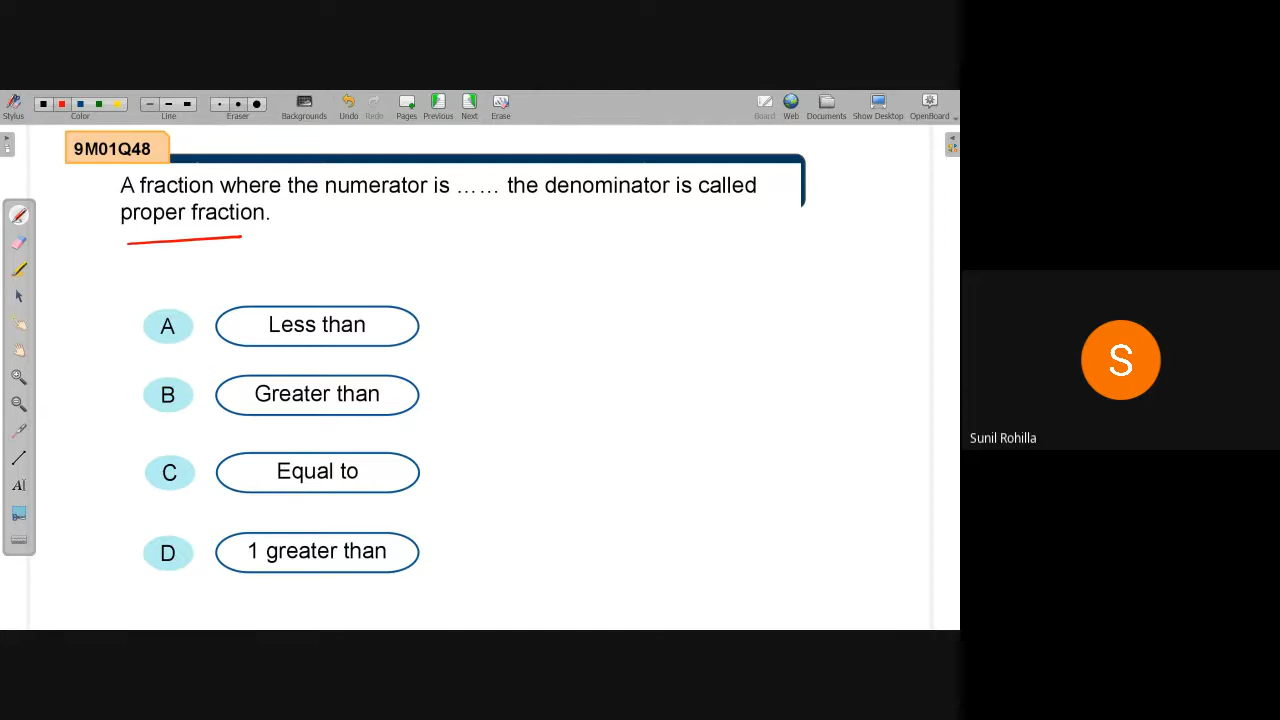 Stylus
Color
Line
Eraser
Backgrounds
Undo
Redo
Pages
Previous
Next
Erase
Board
Web
Documents
Show Desktop
OpenBoard
9M01Q48
A fraction where the numerator is …… the denominator is called
proper fraction.
A Less than
B Greater than
C Equal to
D 1 greater than
S
Sunil Rohilla